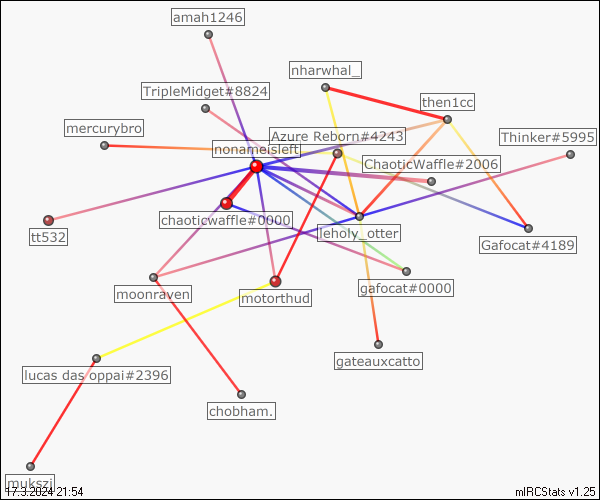 amah1246
nharwhal_
TripleMidget#8824
then1cc
mercurybro
Azure Reborn#4243
Thinker#5995
nonameisleft
ChaoticWaffle#2006
chaoticwaffle#0000
tt532
leholy_otter
Gafocat#4189
moonraven
motorthud
gafocat#0000
gateauxcatto
lucas das oppai#2396
chobham.
mukszi
17.3.2024 21:54
mIRCStats v1.25